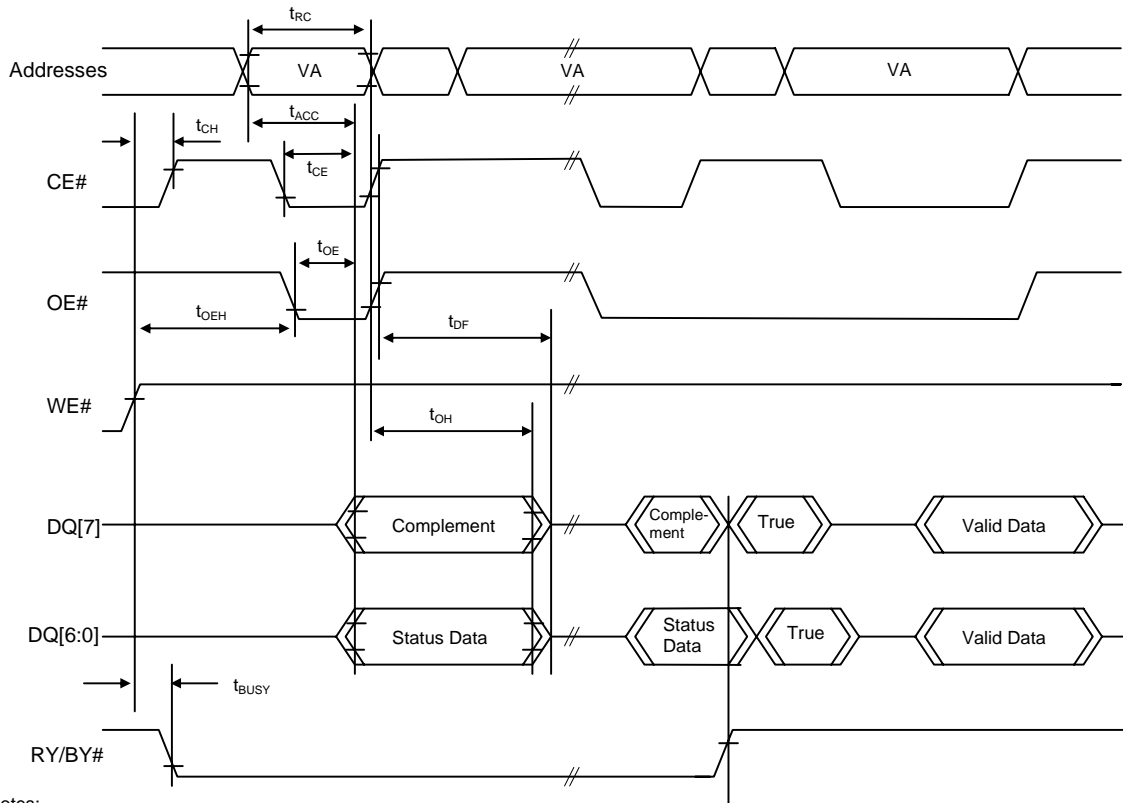 tRC
Addresses
VA
VA
VA
tACC
tCH
tCE
CE#
tOE
OE#
tOEH
tDF
WE#
tOH
DQ[7]
Complement
Comple-
ment
True
Valid Data
DQ[6:0]
Status Data
Status
Data
True
Valid Data
tBUSY
RY/BY#